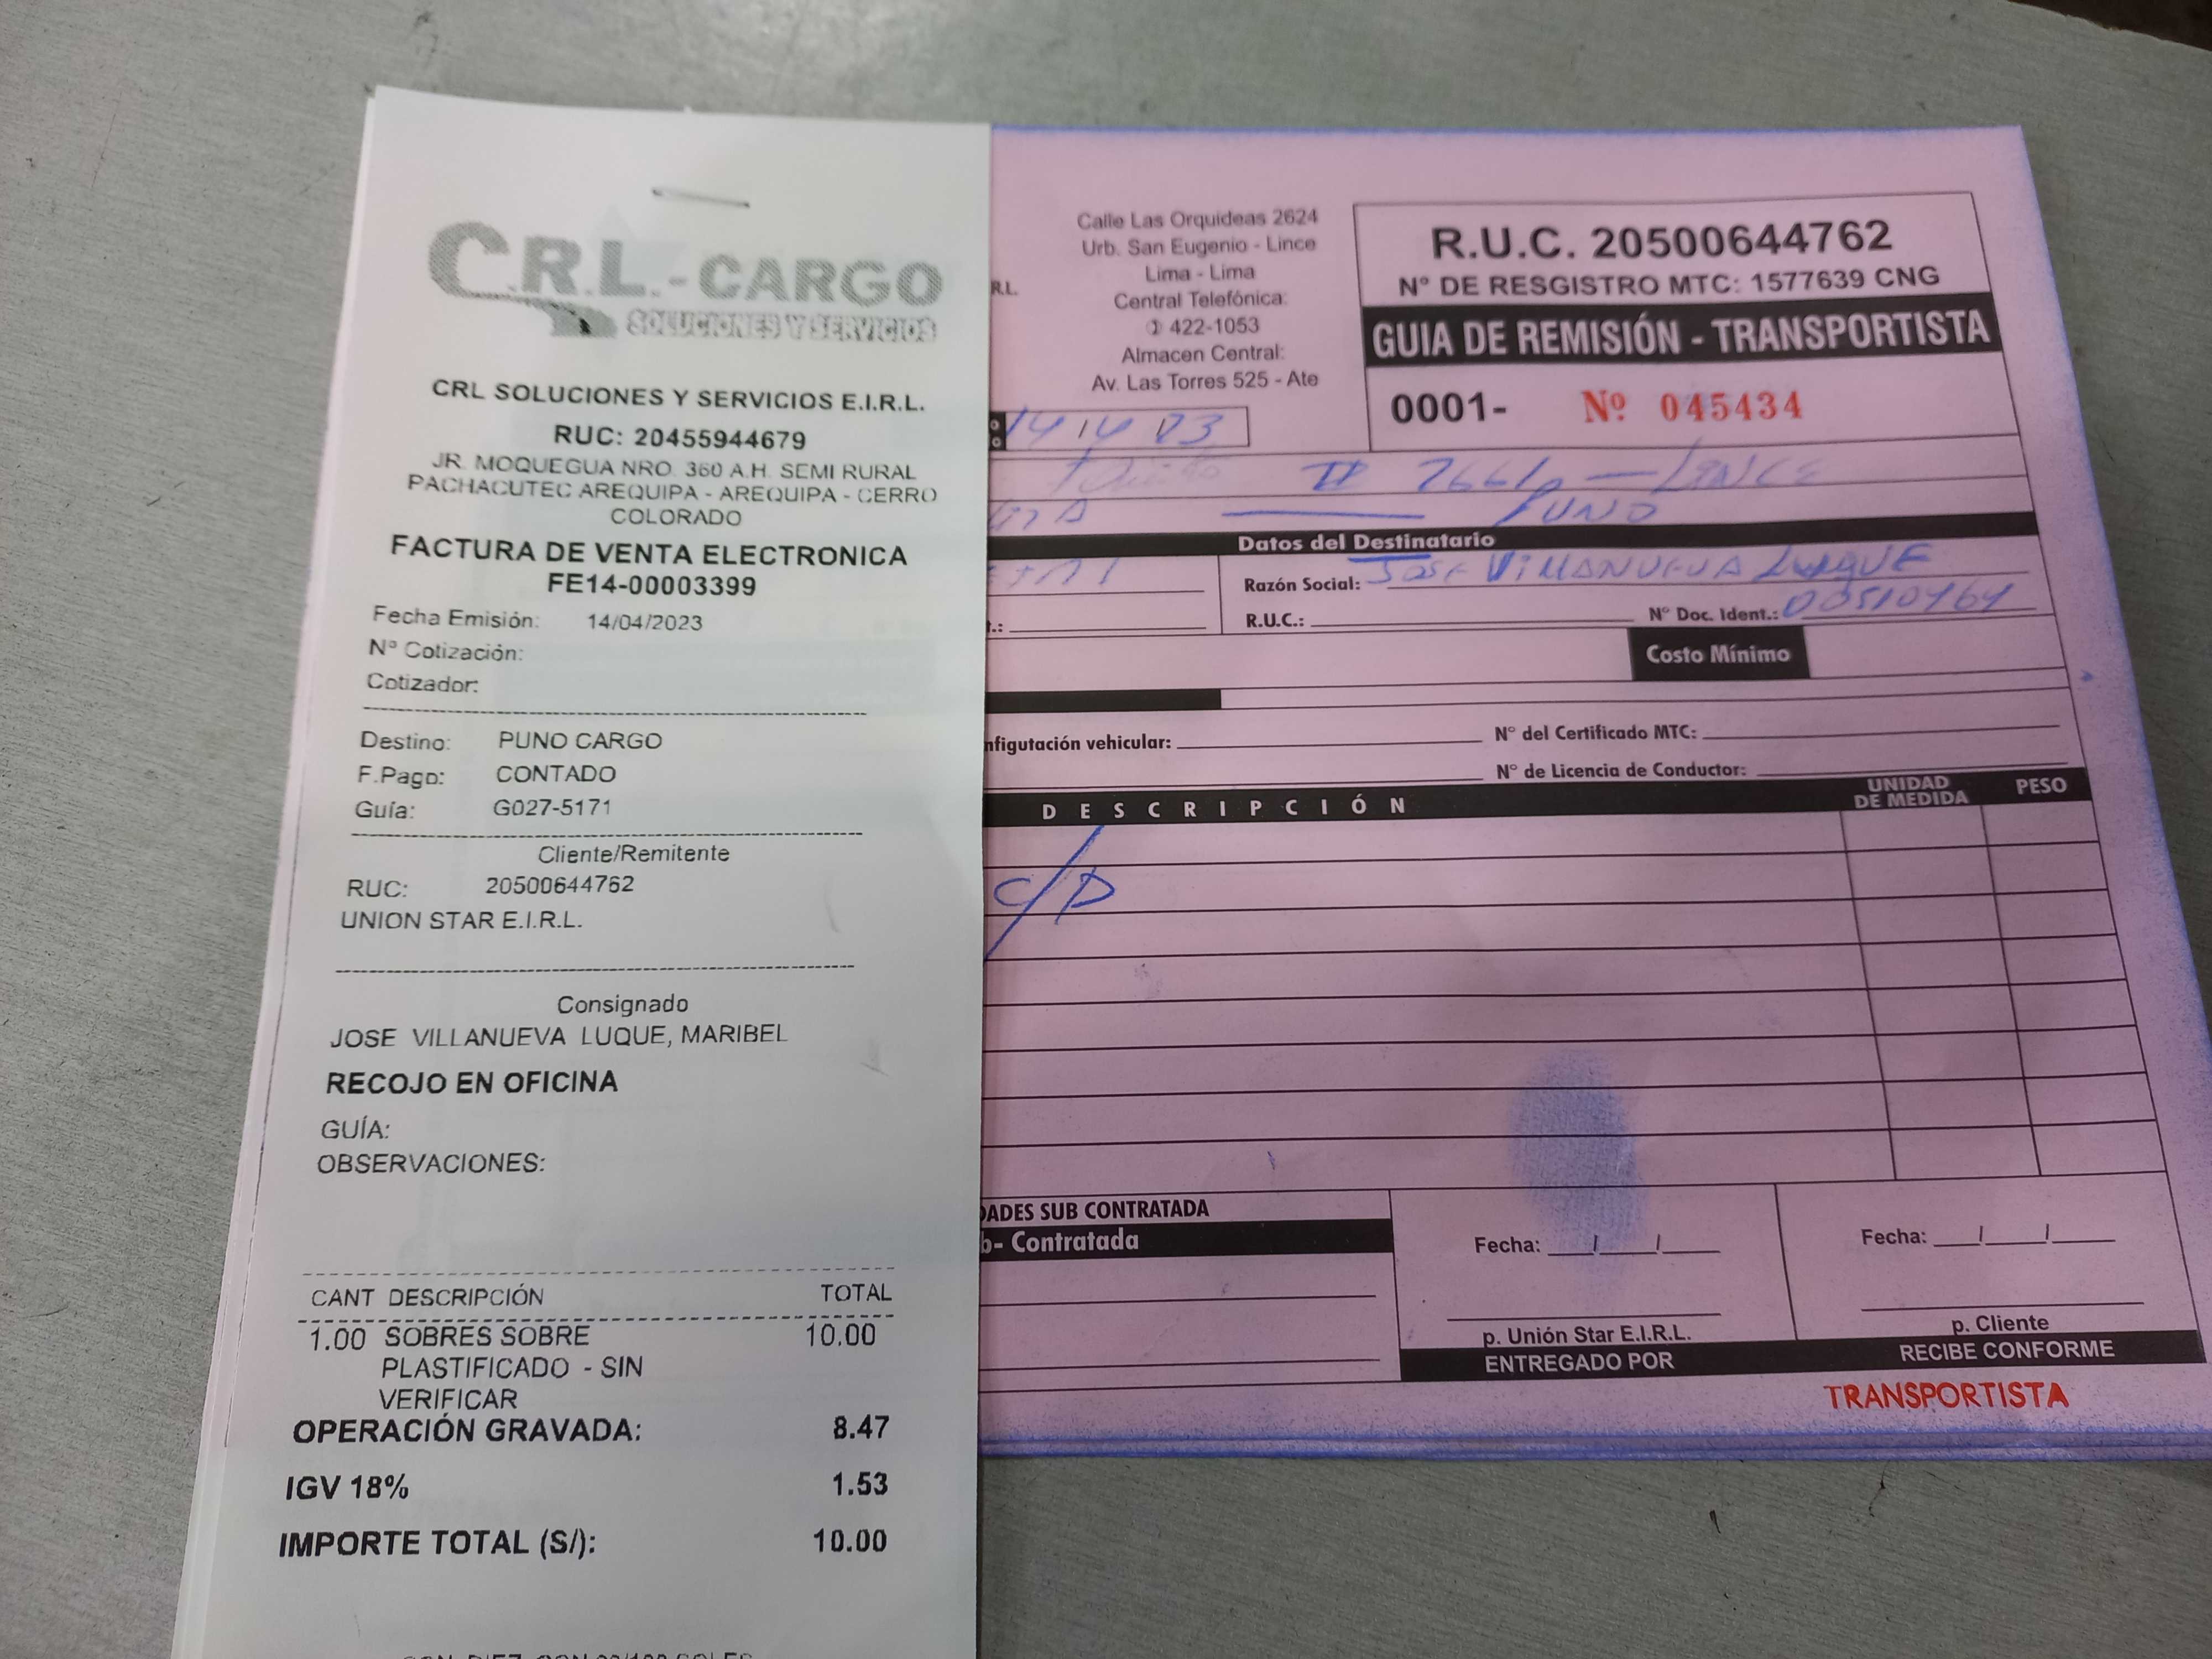 C.R.L.-CARGO
SOLUCIONES Y SERVICIOS
CRL SOLUCIONES Y SERVICIOS E.I.R.L.
RUC: 20455944679
JR. MOQUEGUA NRO. 360 A.H. SEMI RURAL
PACHACUTEC AREQUIPA - AREQUIPA - CERRO
COLORADO
FACTURA DE VENTA ELECTRONICA
FE14-00003399
Fecha Emisión: 14/04/2023
Nº Cotización:
Cotizador:
Destino: PUNO CARGO
F.Pago: CONTADO
Guía: G027-5171
Cliente/Remitente
RUC: 20500644762
UNION STAR E.I.R.L.
Consignado
JOSE VILLANUEVA LUQUE, MARIBEL
RECOJO EN OFICINA
GUÍA:
OBSERVACIONES:
CANT DESCRIPCIÓN TOTAL
1.00 SOBRES SOBRE 10.00
PLASTIFICADO - SIN
VERIFICAR
OPERACIÓN GRAVADA: 8.47
IGV 18% 1.53
IMPORTE TOTAL (S/): 10.00
R.L.
Calle Las Orquideas 2624
Urb. San Eugenio - Lince
Lima - Lima
Central Telefónica:
422-1053
Almacen Central:
Av. Las Torres 525 - Ate
R.U.C. 20500644762
Nº DE RESGISTRO MTC: 1577639 CNG
GUIA DE REMISIÓN - TRANSPORTISTA
0001- Nº 045434
2661 — LINCE
PUNO
Datos del Destinatario
Razón Social: JOSE VILLANUEVA LUQUE
R.U.C.: Nº Doc. Ident.: 00510464
Costo Mínimo
nfigutación vehicular: Nº del Certificado MTC:
Nº de Licencia de Conductor:
DESCRIPCIÓN UNIDAD DE MEDIDA PESO
C/D
DADES SUB CONTRATADA
b- Contratada
Fecha: __/__/__ Fecha: __/__/__
p. Unión Star E.I.R.L. p. Cliente
ENTREGADO POR RECIBE CONFORME
TRANSPORTISTA